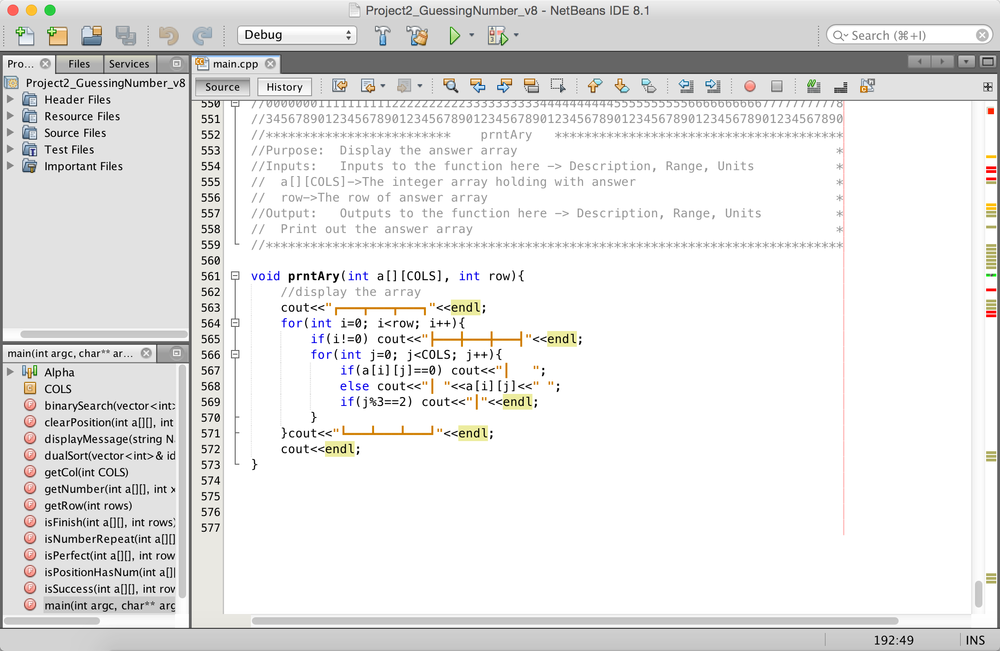 Project2_GuessingNumber_v8 - NetBeans IDE 8.1
Debug
Search (⌘+I)
Pro...
Files
Services
main.cpp
Project2_GuessingNumber_v8
Header Files
Resource Files
Source Files
Test Files
Important Files
Source
History
550 //000000011111111112222222222333333333344444444445555555555666666666677777777778
551 //345678901234567890123456789012345678901234567890123456789012345678901234567890
552 //*************************    prntAry   ***************************************
553 //Purpose:  Display the answer array                                           *
554 //Inputs:   Inputs to the function here -> Description, Range, Units           *
555 //  a[][COLS]->The integer array holding with answer                           *
556 //  row->The row of answer array                                               *
557 //Output:   Outputs to the function here -> Description, Range, Units          *
558 //  Print out the answer array                                                 *
559 //******************************************************************************
560
561 void prntAry(int a[][COLS], int row){
562     //display the array
563     cout<<"┌───┬───┬───┐"<<endl;
564     for(int i=0; i<row; i++){
565         if(i!=0) cout<<"├───┼───┼───┤"<<endl;
566         for(int j=0; j<COLS; j++){
567             if(a[i][j]==0) cout<<"│   ";
568             else cout<<"│ "<<a[i][j]<<" ";
569             if(j%3==2) cout<<"│"<<endl;
570         }
571     }cout<<"└───┴───┴───┘"<<endl;
572     cout<<endl;
573 }
574
575
576
577
main(int argc, char** ar...
Alpha
COLS
binarySearch(vector<int>
clearPosition(int a[][], int
displayMessage(string Na
dualSort(vector<int>& id
getCol(int COLS)
getNumber(int a[][], int x
getRow(int rows)
isFinish(int a[][], int rows)
isNumberRepeat(int a[][]
isPerfect(int a[][], int row
isPositionHasNum(int a[][
isSuccess(int a[][], int row
main(int argc, char** arg
192:49
INS